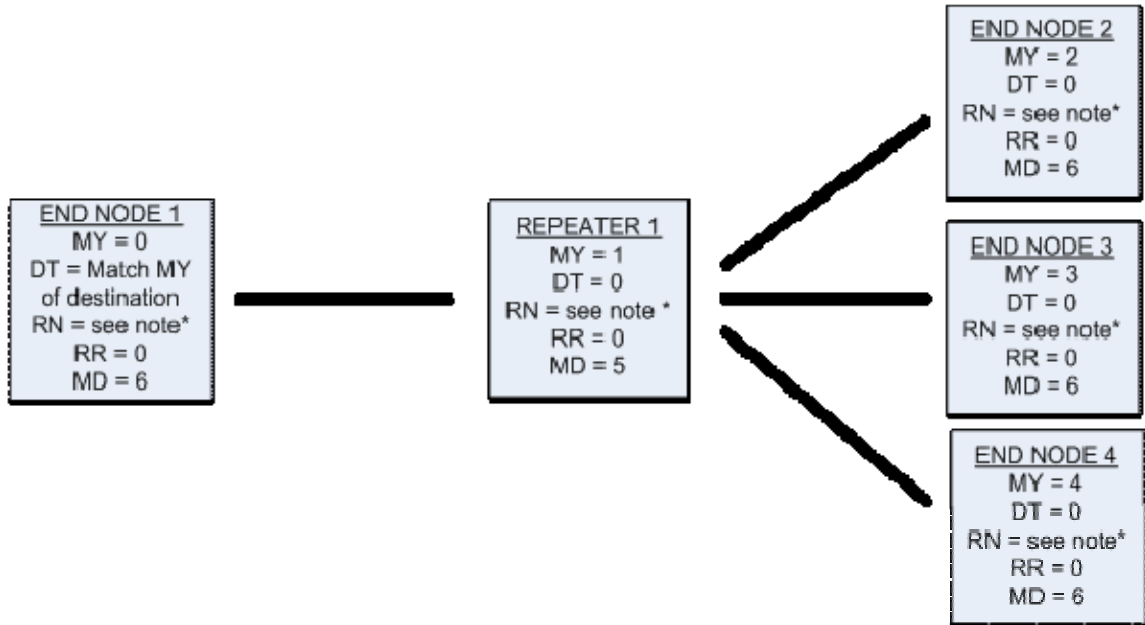 END NODE 1
MY = 0
DT = Match MY
of destination
RN = see note*
RR = 0
MD = 6
REPEATER 1
MY = 1
DT = 0
RN = see note *
RR = 0
MD = 5
END NODE 2
MY = 2
DT = 0
RN = see note*
RR = 0
MD = 6
END NODE 3
MY = 3
DT = 0
RN = see note*
RR = 0
MD = 6
END NODE 4
MY = 4
DT = 0
RN = see note*
RR = 0
MD = 6